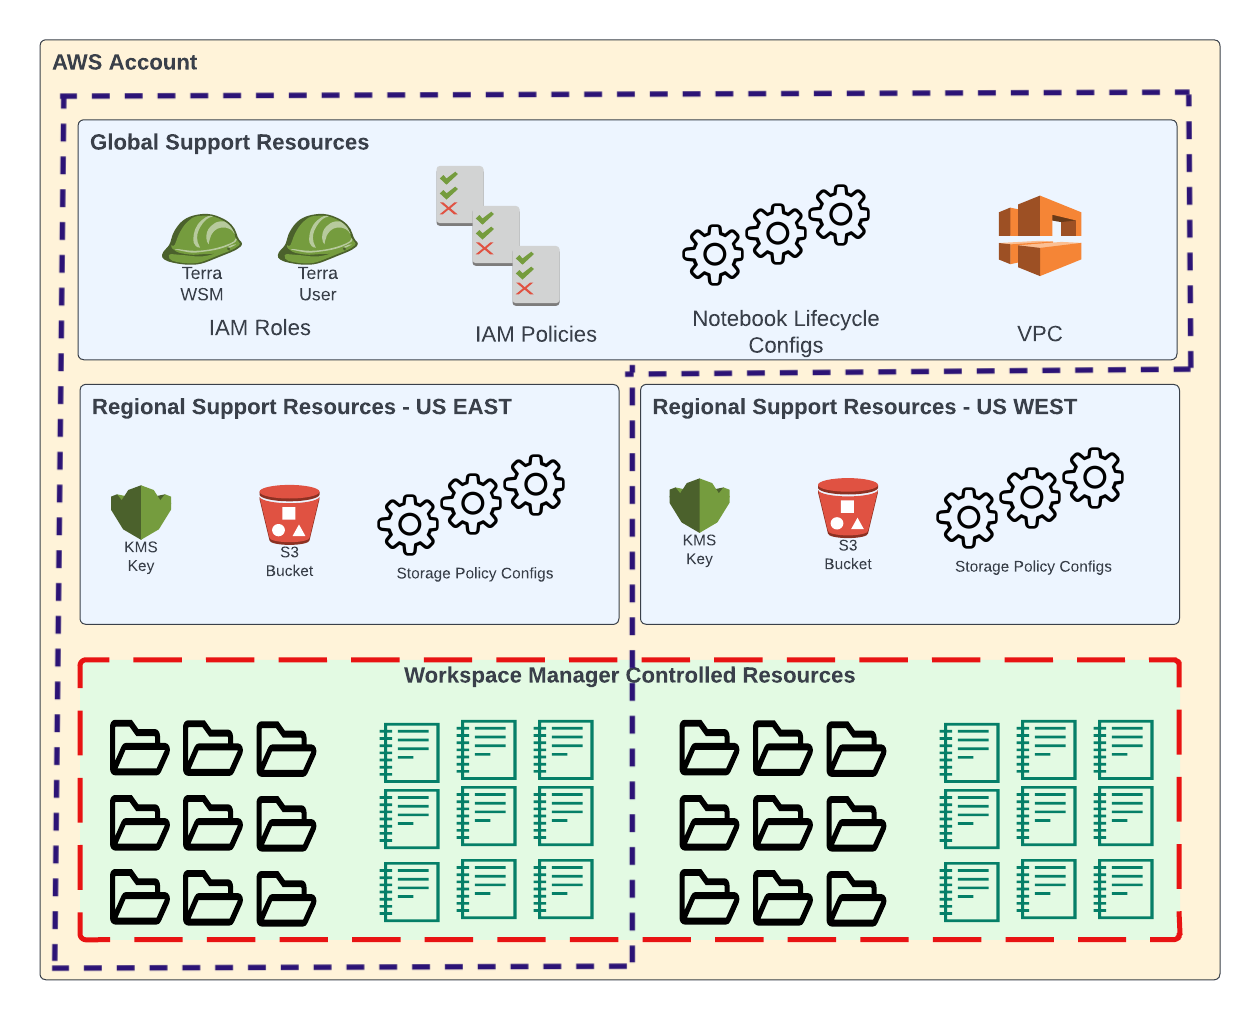 AWS Account
Global Support Resources
Terra
WSM
Terra
User
IAM Roles
IAM Policies
Notebook Lifecycle
Configs
VPC
Regional Support Resources - US EAST
KMS
Key
S3
Bucket
Storage Policy Configs
Regional Support Resources - US WEST
KMS
Key
S3
Bucket
Storage Policy Configs
Workspace Manager Controlled Resources